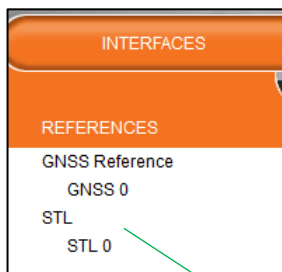 INTERFACES
REFERENCES
GNSS Reference
GNSS 0
STL
STL 0